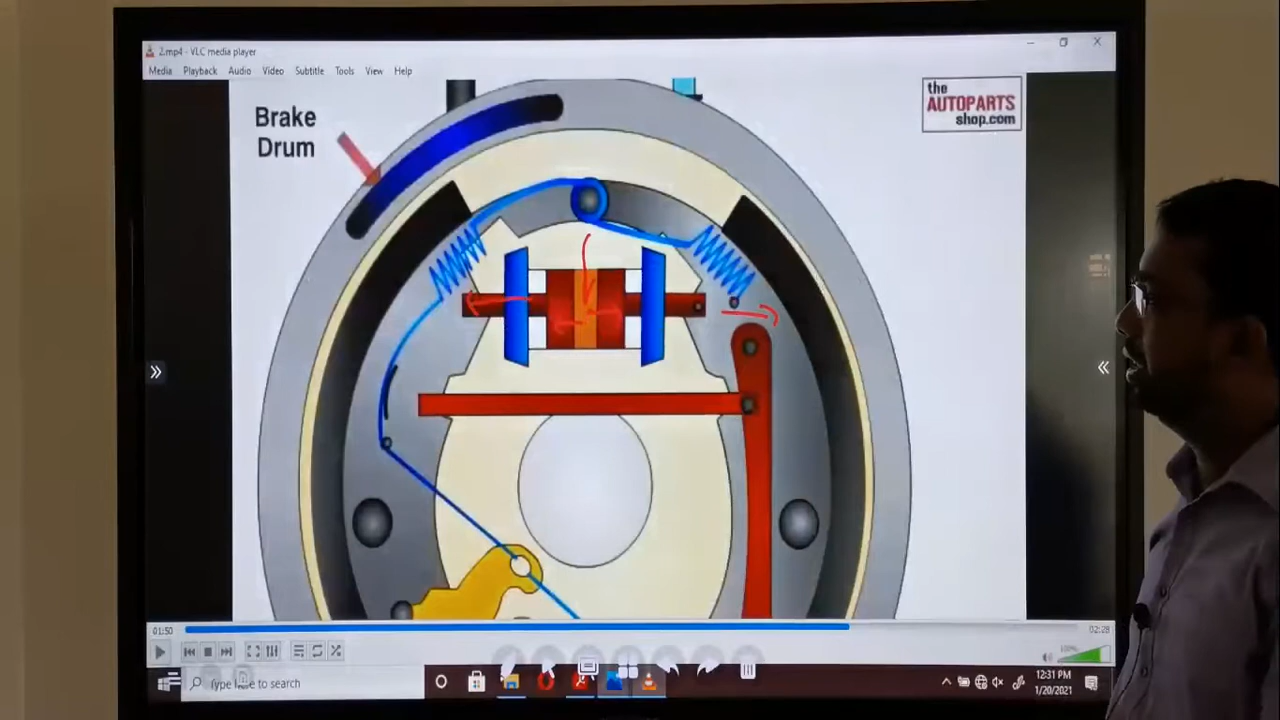 2.mp4 - VLC media player
Media Playback Audio Video Subtitle Tools View Help
Brake
Drum
the
AUTOPARTS
shop.com
01:50
02:28
100%
Type here to search
12:31 PM
1/20/2021